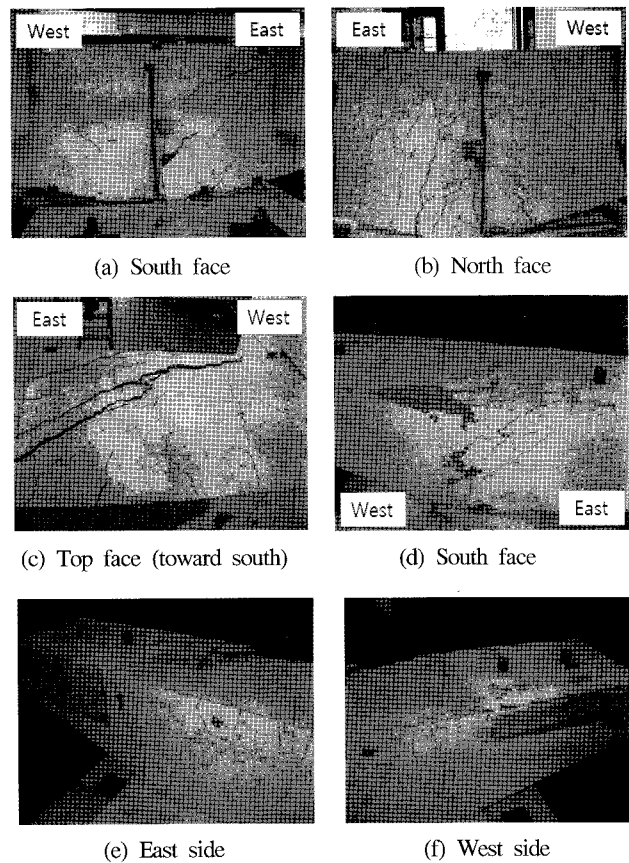 West East
East West
(a) South face
(b) North face
East West
West East
(c) Top face (toward south)
(d) South face
(e) East side
(f) West side